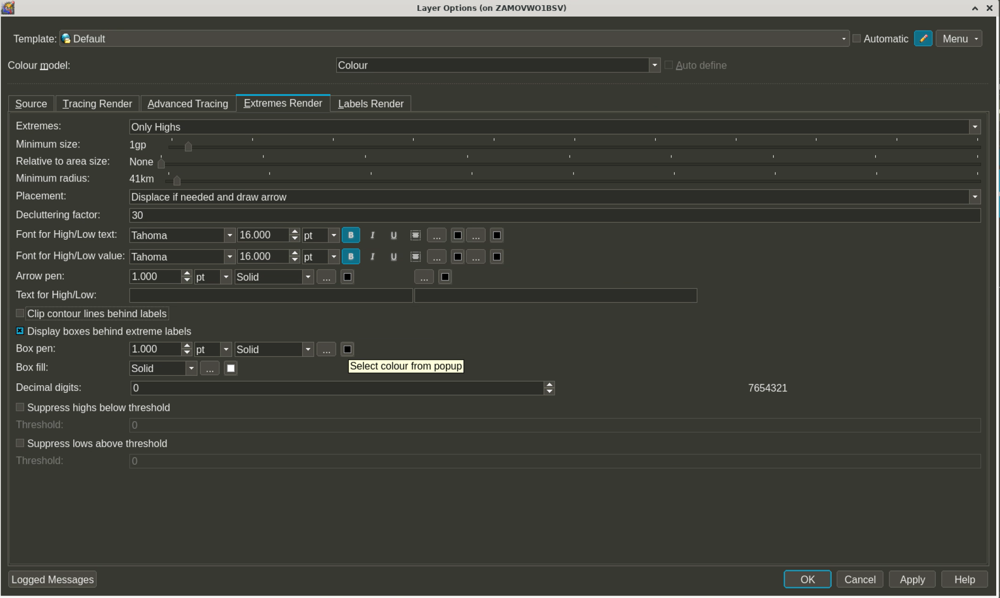 Layer Options (on ZAMOVWO1BSV)
Template: Default Automatic Menu
Colour model: Colour Auto define
Source Tracing Render Advanced Tracing Extremes Render Labels Render
Extremes: Only Highs
Minimum size: 1gp
Relative to area size: None
Minimum radius: 41km
Placement: Displace if needed and draw arrow
Decluttering factor: 30
Font for High/Low text: Tahoma 16.000 pt B I U ... ...
Font for High/Low value: Tahoma 16.000 pt B I U ... ...
Arrow pen: 1.000 pt Solid ... ...
Text for High/Low:
Clip contour lines behind labels
Display boxes behind extreme labels
Box pen: 1.000 pt Solid ...
Box fill: Solid ...
Select colour from popup
Decimal digits: 0 7654321
Suppress highs below threshold
Threshold: 0
Suppress lows above threshold
Threshold: 0
Logged Messages OK Cancel Apply Help